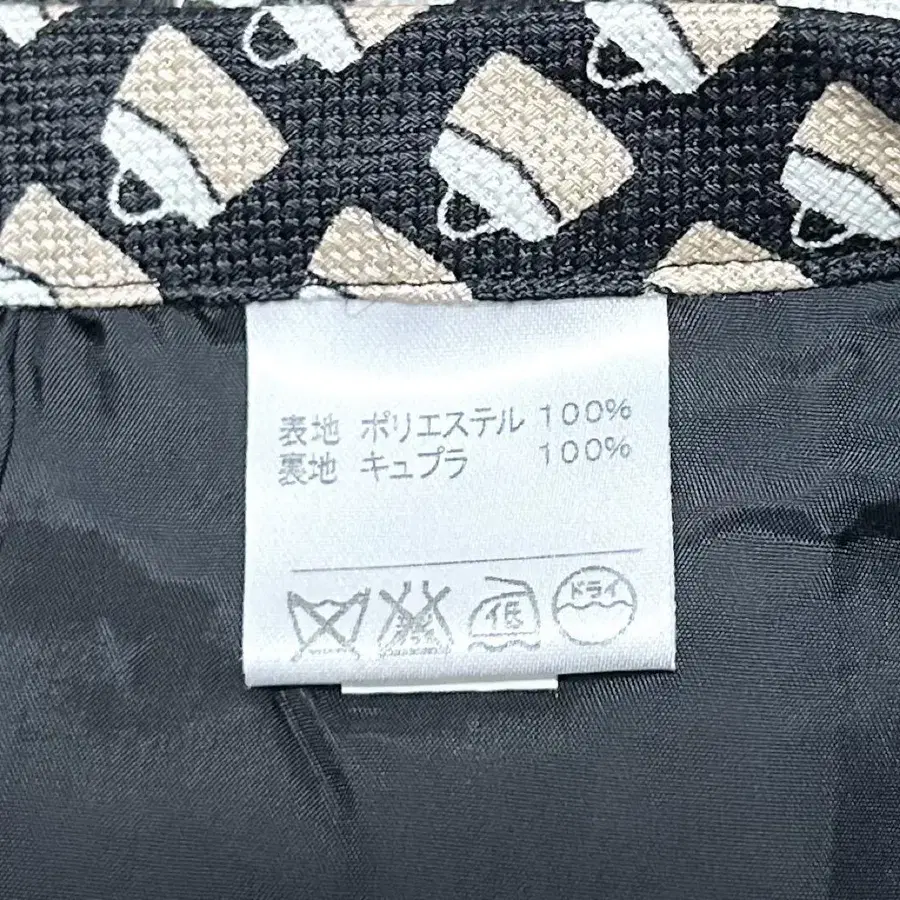 表地 ポリエステル 100%
裏地 キュプラ 100%
低 ドライ